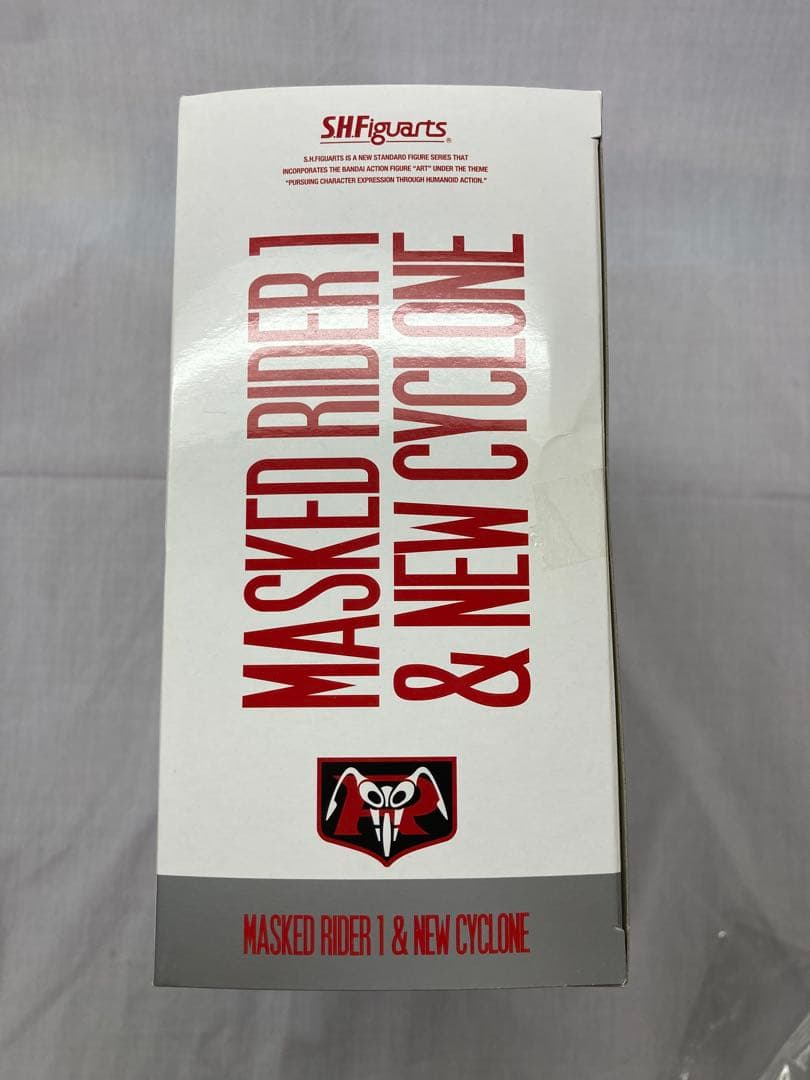 S.H.Figuarts®
S.H.FIGUARTS IS A NEW STANDARD FIGURE SERIES THAT
INCORPORATES THE BANDAI ACTION FIGURE "ART" UNDER THE THEME
"PURSUING CHARACTER EXPRESSION THROUGH HUMANOID ACTION."
MASKED RIDER 1
& NEW CYCLONE
R
MASKED RIDER 1 & NEW CYCLONE